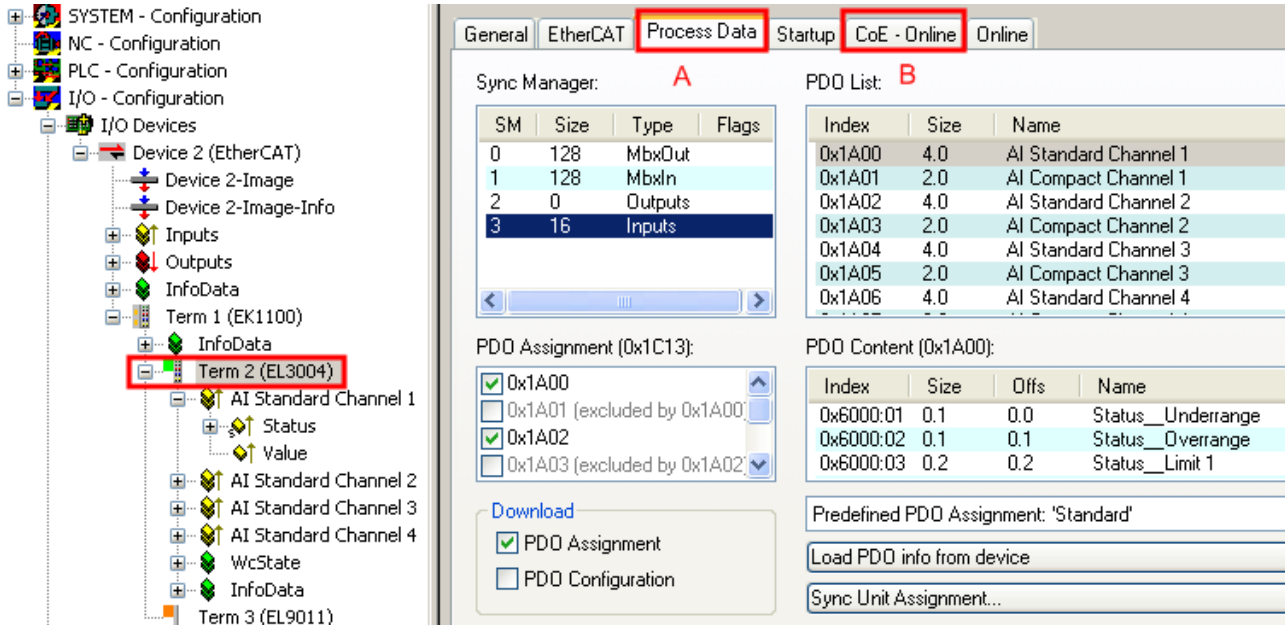 SYSTEM - Configuration
NC - Configuration
PLC - Configuration
I/O - Configuration
I/O Devices
Device 2 (EtherCAT)
Device 2-Image
Device 2-Image-Info
Inputs
Outputs
InfoData
Term 1 (EK1100)
InfoData
Term 2 (EL3004)
AI Standard Channel 1
Status
Value
AI Standard Channel 2
AI Standard Channel 3
AI Standard Channel 4
WcState
InfoData
Term 3 (EL9011)
General EtherCAT Process Data Startup CoE - Online Online
A B
Sync Manager:
SM Size Type Flags
0 128 MbxOut
1 128 MbxIn
2 0 Outputs
3 16 Inputs
PDO List:
Index Size Name
0x1A00 4.0 AI Standard Channel 1
0x1A01 2.0 AI Compact Channel 1
0x1A02 4.0 AI Standard Channel 2
0x1A03 2.0 AI Compact Channel 2
0x1A04 4.0 AI Standard Channel 3
0x1A05 2.0 AI Compact Channel 3
0x1A06 4.0 AI Standard Channel 4
PDO Assignment (0x1C13):
0x1A00
0x1A01 (excluded by 0x1A00)
0x1A02
0x1A03 (excluded by 0x1A02)
PDO Content (0x1A00):
Index Size Offs Name
0x6000:01 0.1 0.0 Status__Underrange
0x6000:02 0.1 0.1 Status__Overrange
0x6000:03 0.2 0.2 Status__Limit 1
Download
PDO Assignment
PDO Configuration
Predefined PDO Assignment: 'Standard'
Load PDO info from device
Sync Unit Assignment...